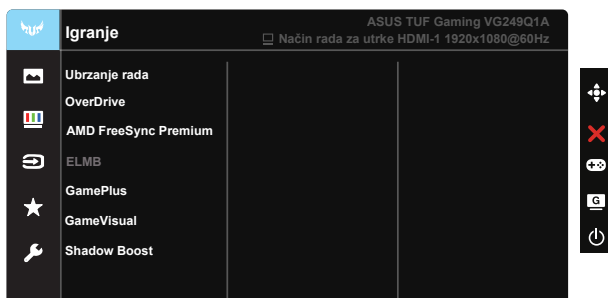 ASUS TUF Gaming VG249Q1A
Igranje
Način rada za utrke HDMI-1 1920x1080@60Hz
Ubrzanje rada
OverDrive
AMD FreeSync Premium
ELMB
GamePlus
GameVisual
Shadow Boost
G